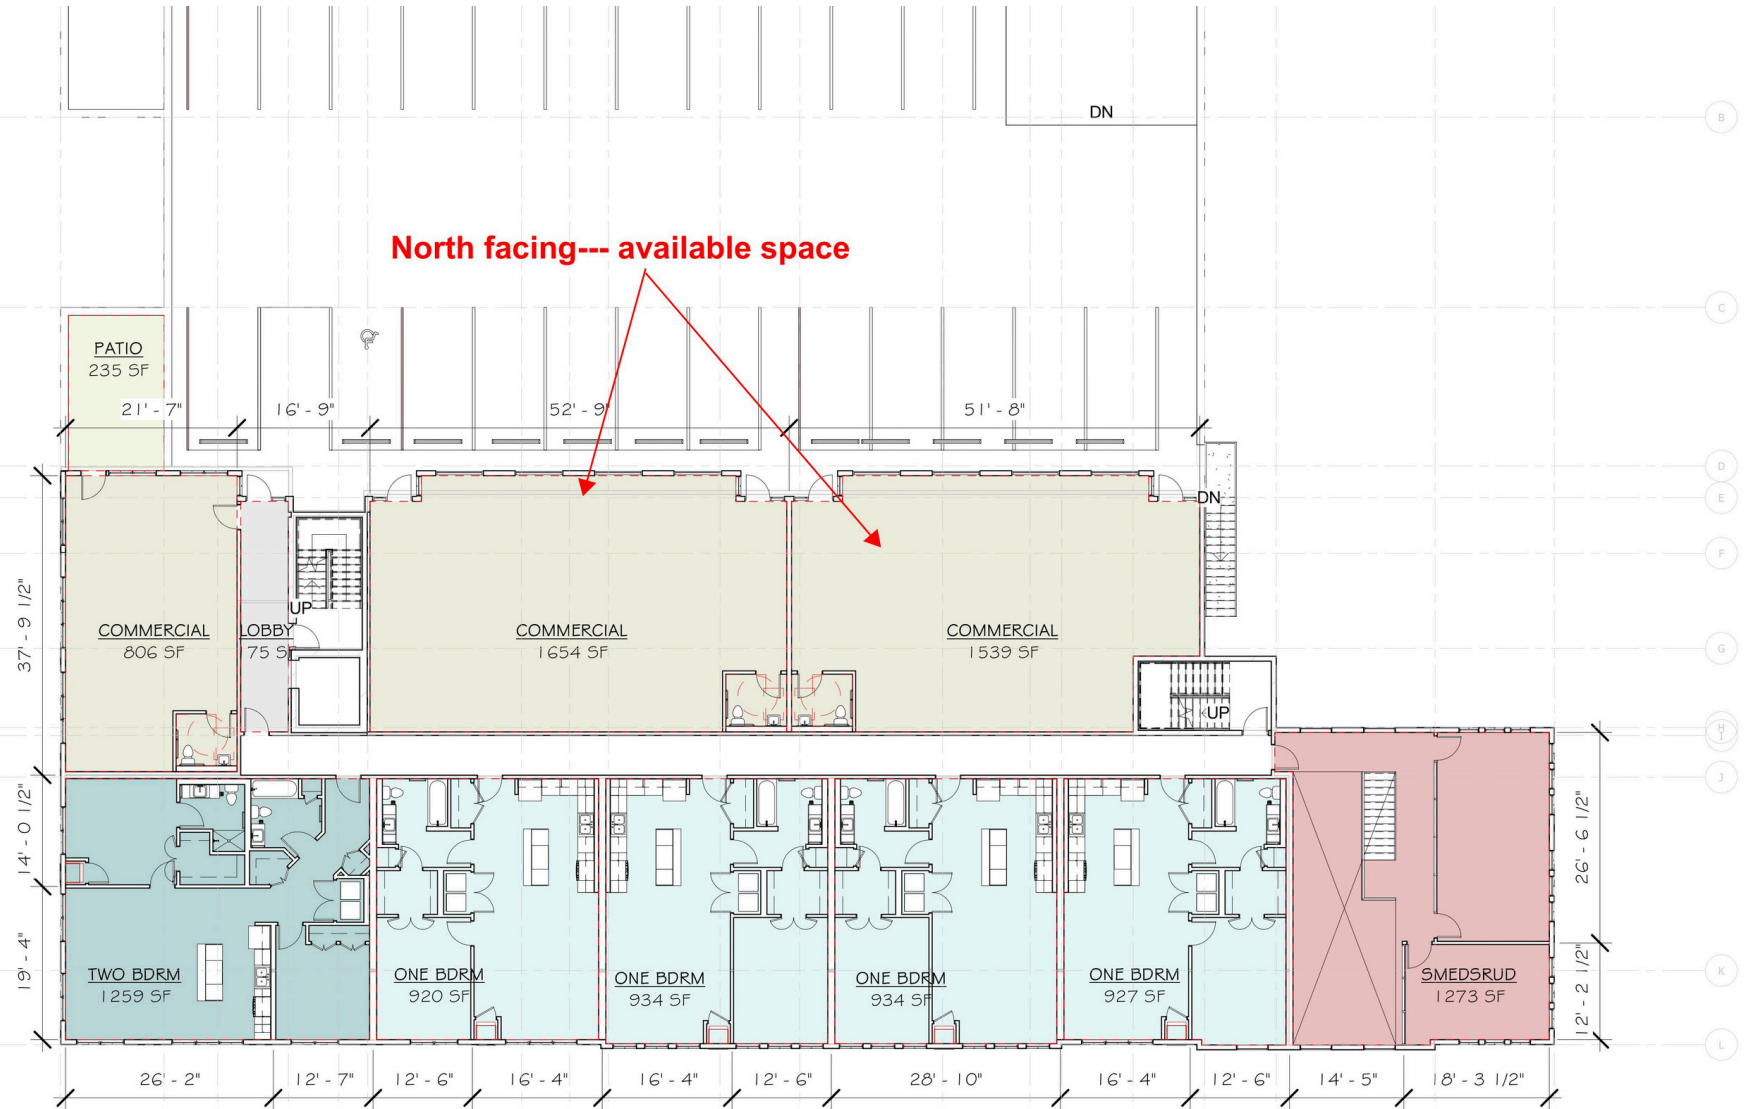 B
DN
North facing--- available space
C
PATIO
235 SF
21' - 7"
16' - 9"
52' - 9"
51' - 8"
D
E
DN
F
37' - 9 1/2"
UP
COMMERCIAL
806 SF
LOBBY
175 S
COMMERCIAL
1654 SF
COMMERCIAL
1539 SF
G
UP
H
I
J
14' - 0 1/2"
26' - 6 1/2"
19' - 4"
TWO BDRM
1259 SF
ONE BDRM
920 SF
ONE BDRM
934 SF
ONE BDRM
934 SF
ONE BDRM
927 SF
SMEDSRUD
1273 SF
K
12' - 2 1/2"
L
26' - 2"
12' - 7"
12' - 6"
16' - 4"
16' - 4"
12' - 6"
28' - 10"
16' - 4"
12' - 6"
14' - 5"
18' - 3 1/2"